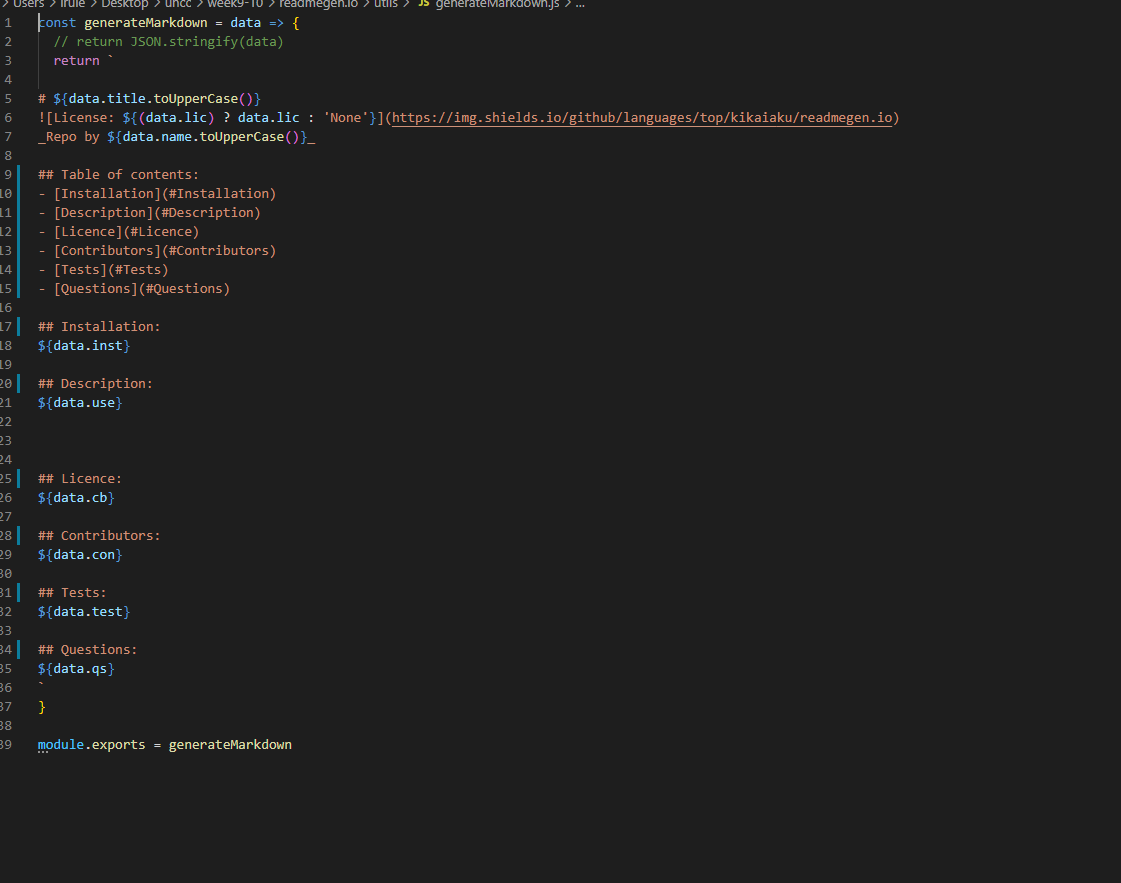 > Users > irule > Desktop > uncc > week9-10 > readmegen.io > utils > JS generateMarkdown.js > ...
1 const generateMarkdown = data => {
2 // return JSON.stringify(data)
3 return `
4
5 # ${data.title.toUpperCase()}
6 ![License: ${(data.lic) ? data.lic : 'None'}](https://img.shields.io/github/languages/top/kikaiaku/readmegen.io)
7 _Repo by ${data.name.toUpperCase()}_
8
9 ## Table of contents:
10 - [Installation](#Installation)
11 - [Description](#Description)
12 - [Licence](#Licence)
13 - [Contributors](#Contributors)
14 - [Tests](#Tests)
15 - [Questions](#Questions)
16
17 ## Installation:
18 ${data.inst}
19
20 ## Description:
21 ${data.use}
22
23
24
25 ## Licence:
26 ${data.cb}
27
28 ## Contributors:
29 ${data.con}
30
31 ## Tests:
32 ${data.test}
33
34 ## Questions:
35 ${data.qs}
36 `
37 }
38
39 module.exports = generateMarkdown